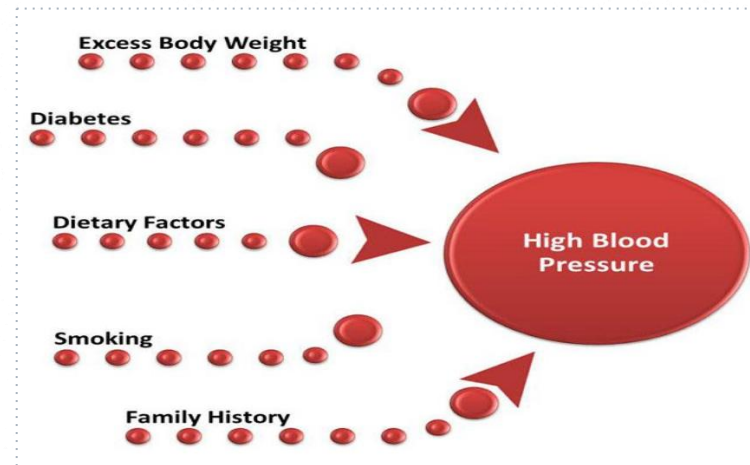 Excess Body Weight
Diabetes
Dietary Factors
High Blood
Pressure
Smoking
Family History